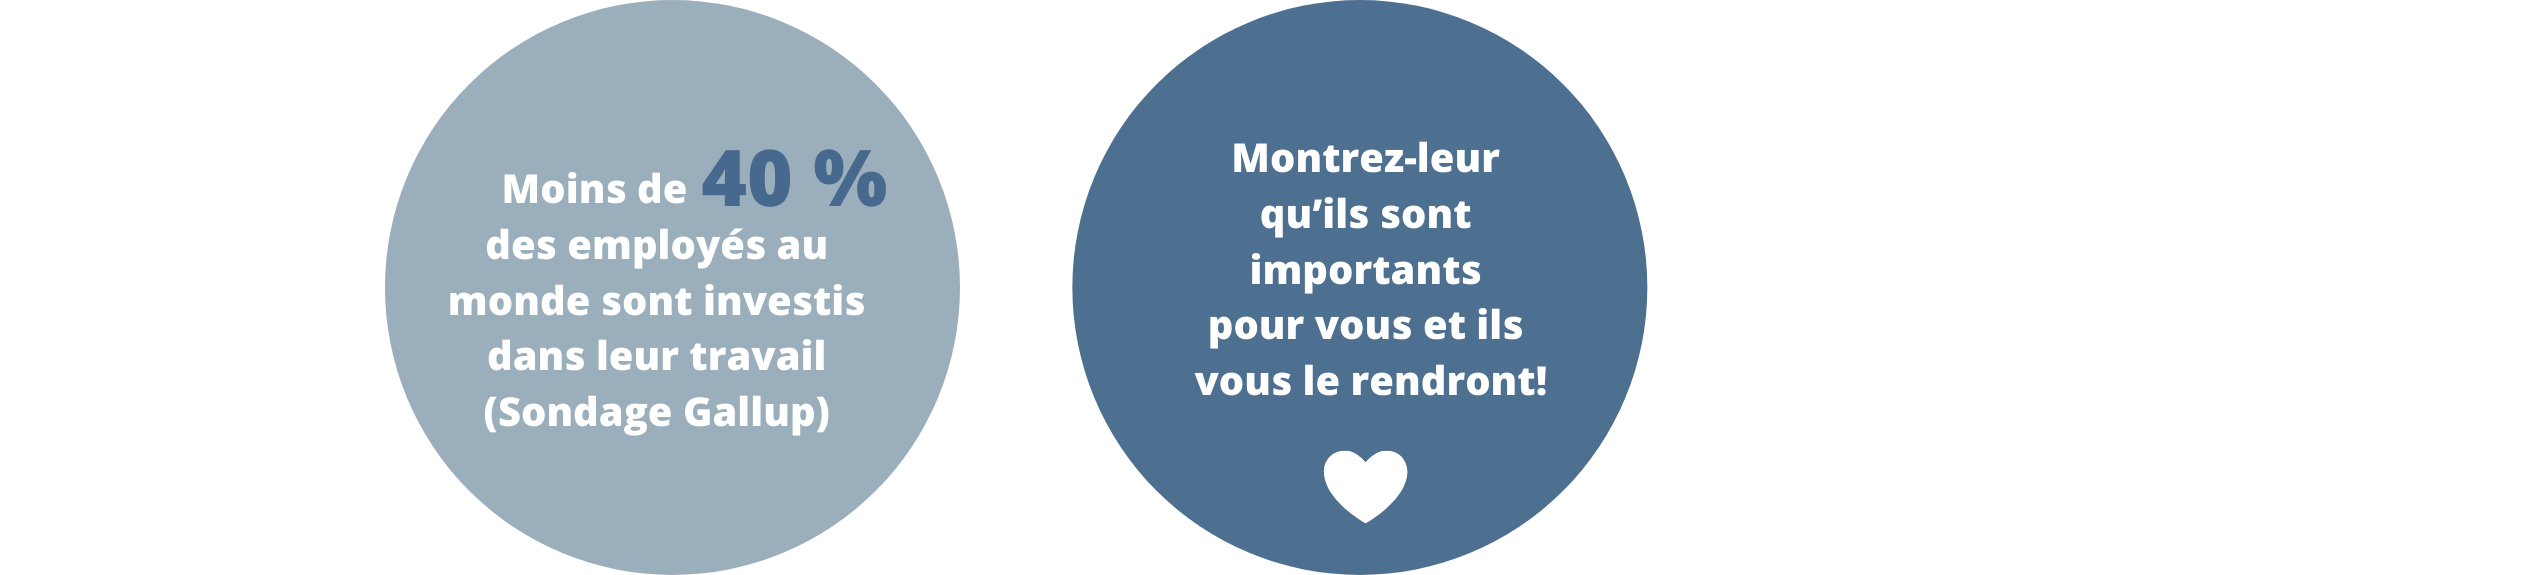 Moins de 40 %
des employés au
monde sont investis
dans leur travail
(Sondage Gallup)
Montrez-leur
qu’ils sont
importants
pour vous et ils
vous le rendront!